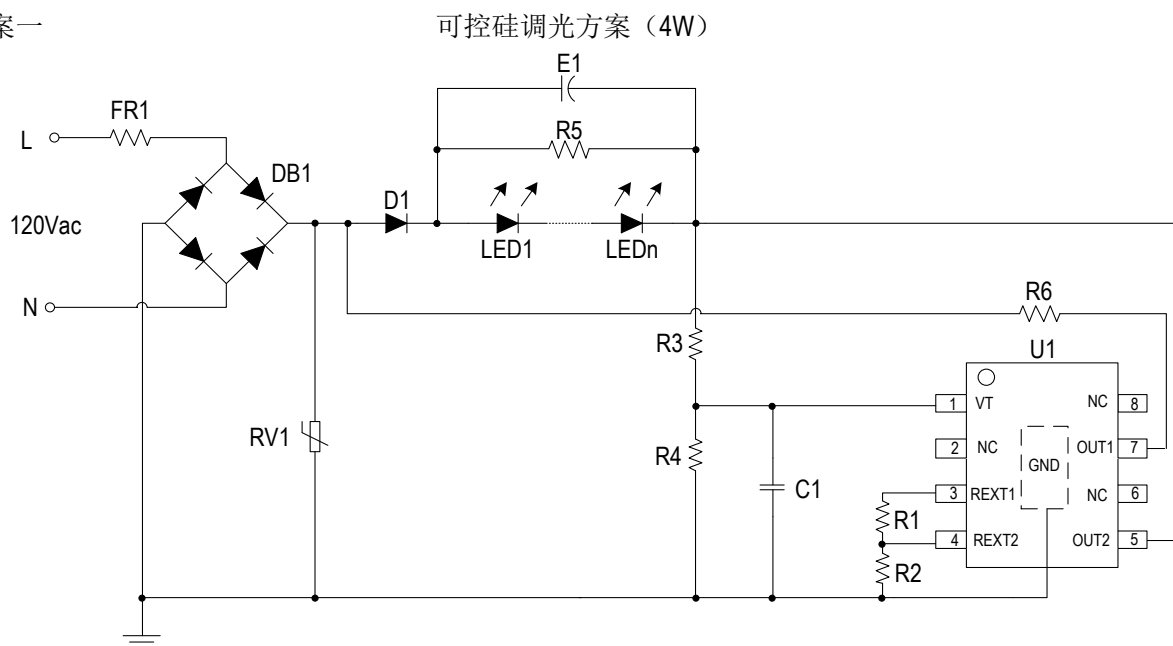 案一
可控硅调光方案（4W）
E1
FR1
R5
L
DB1
D1
120Vac
LED1
LEDn
N
R6
R3
U1
1
VT
NC
8
RV1
R4
2
NC
OUT1
7
GND
C1
3
REXT1
NC
6
R1
4
REXT2
OUT2
5
R2